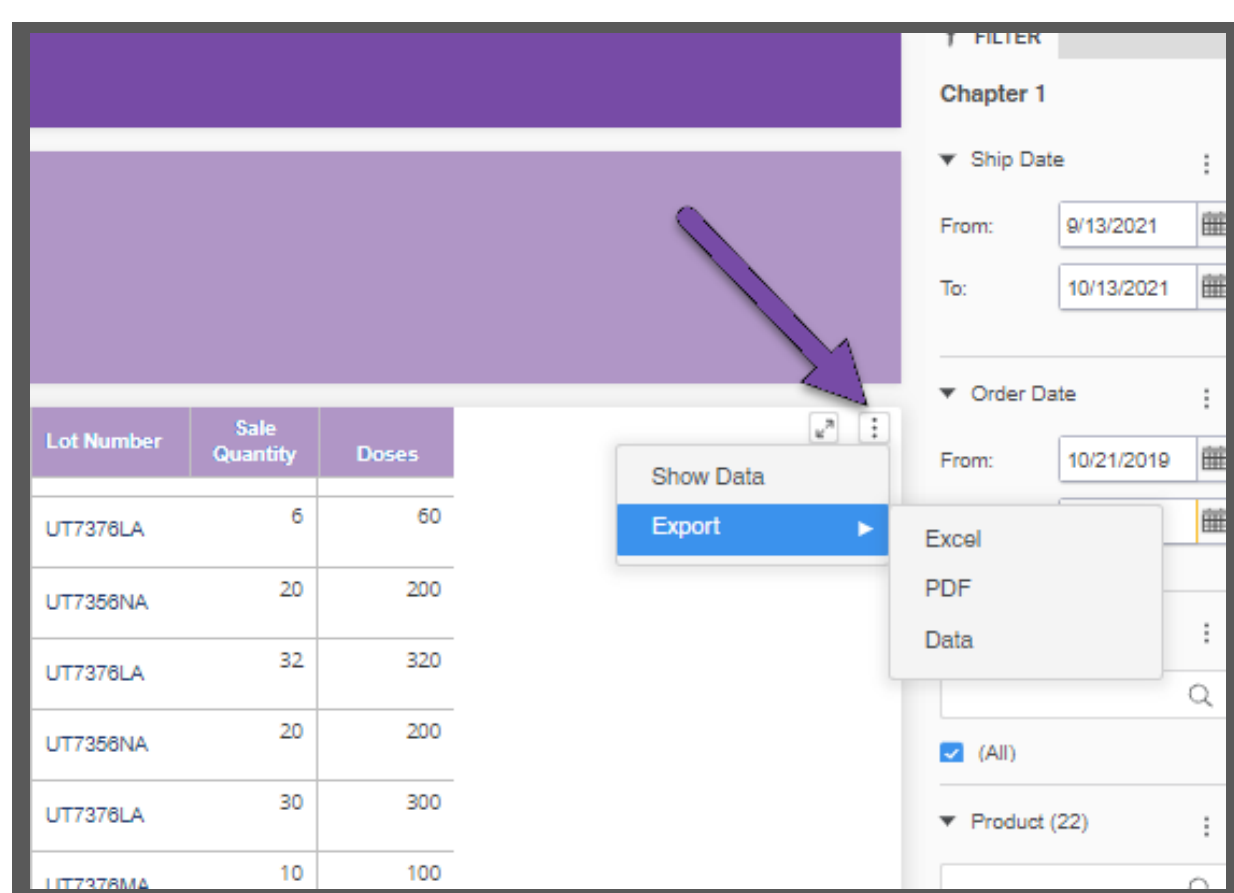 FILTER
Chapter 1
Ship Date
From: 9/13/2021
To: 10/13/2021
Order Date
From: 10/21/2019
(All)
Product (22)
Lot Number Sale Quantity Doses
UT7376LA 6 60
UT7356NA 20 200
UT7376LA 32 320
UT7356NA 20 200
UT7376LA 30 300
UT7376MA 10 100
Show Data
Export
Excel
PDF
Data